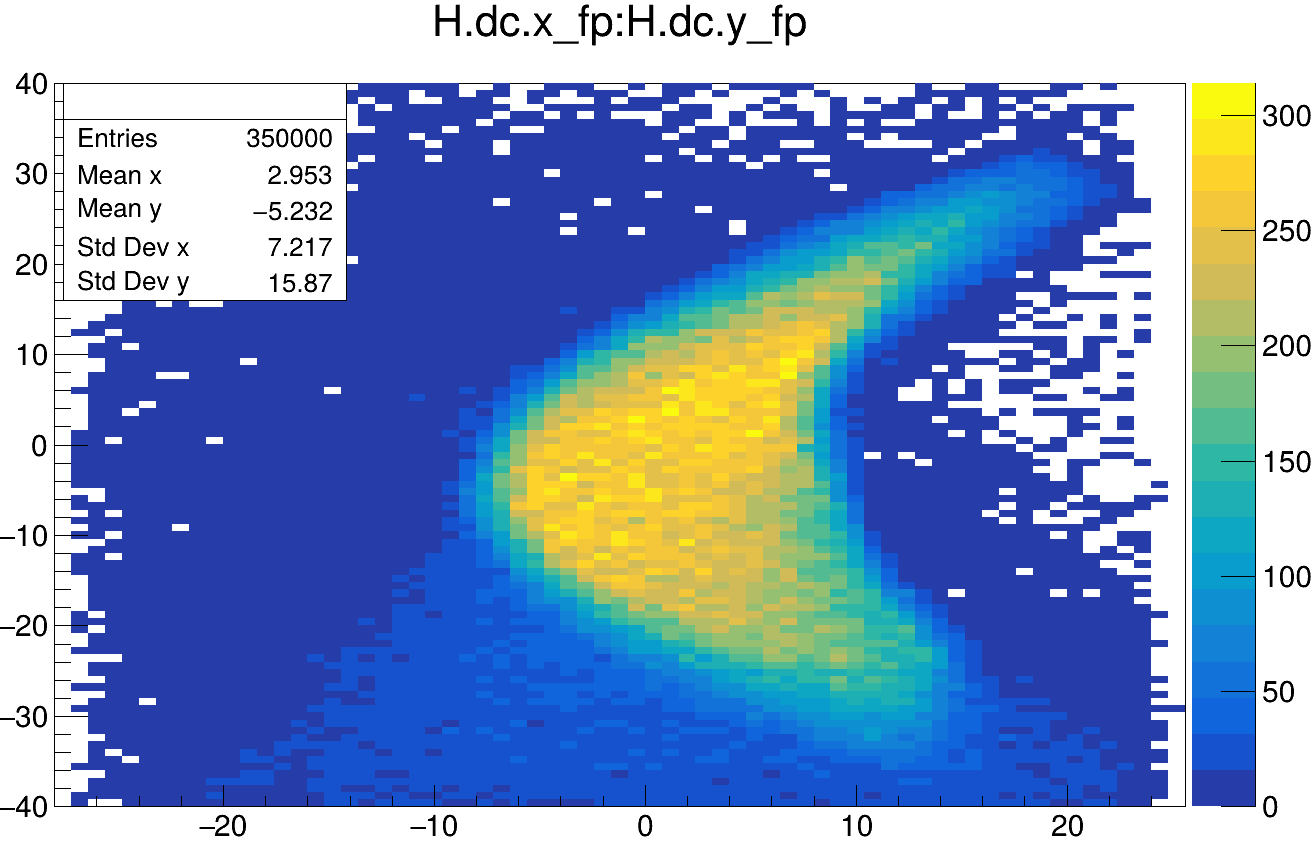 H.dc.x_fp:H.dc.y_fp
Entries 350000
Mean x 2.953
Mean y −5.232
Std Dev x 7.217
Std Dev y 15.87
40
30
20
10
0
−10
−20
−30
−40
−20 −10 0 10 20
300
250
200
150
100
50
0